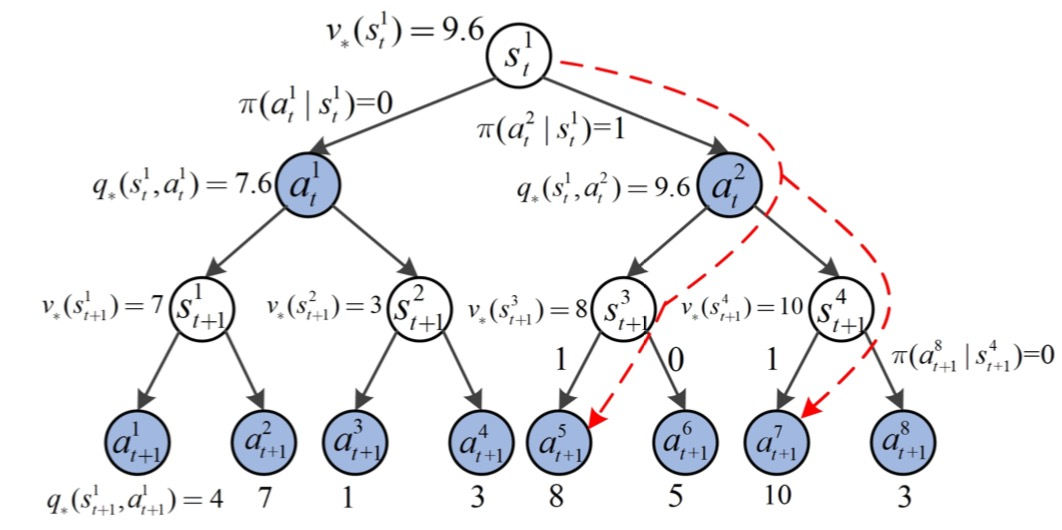 v_*(s_t^1) = 9.6
s_t^1
π(a_t^1 | s_t^1)=0
π(a_t^2 | s_t^1)=1
q_*(s_t^1, a_t^1) = 7.6
a_t^1
q_*(s_t^1, a_t^2) = 9.6
a_t^2
v_*(s_{t+1}^1) = 7
s_{t+1}^1
v_*(s_{t+1}^2) = 3
s_{t+1}^2
v_*(s_{t+1}^3) = 8
s_{t+1}^3
v_*(s_{t+1}^4) = 10
s_{t+1}^4
1 0 1 π(a_{t+1}^8 | s_{t+1}^4)=0
a_{t+1}^1 a_{t+1}^2 a_{t+1}^3 a_{t+1}^4 a_{t+1}^5 a_{t+1}^6 a_{t+1}^7 a_{t+1}^8
q_*(s_{t+1}^1, a_{t+1}^1) = 4 7 1 3 8 5 10 3